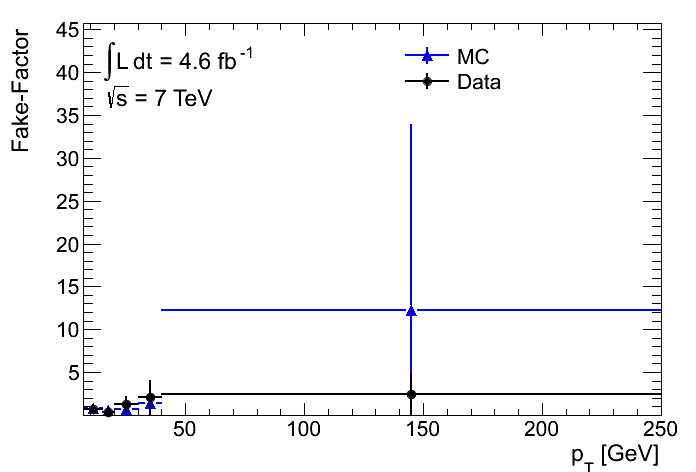 Fake-Factor
45
40
35
30
25
20
15
10
5
∫L dt = 4.6 fb⁻¹
√s = 7 TeV
MC
Data
50 100 150 200 250
p_T [GeV]